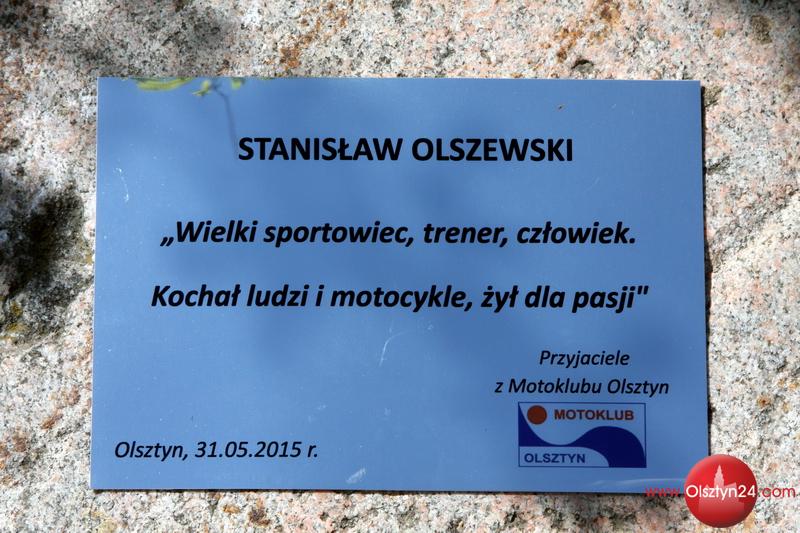 STANISŁAW OLSZEWSKI
„Wielki sportowiec, trener, człowiek.
Kochał ludzi i motocykle, żył dla pasji"
Przyjaciele
z Motoklubu Olsztyn
MOTOKLUB
OLSZTYN
Olsztyn, 31.05.2015 r.
www.Olsztyn24.com